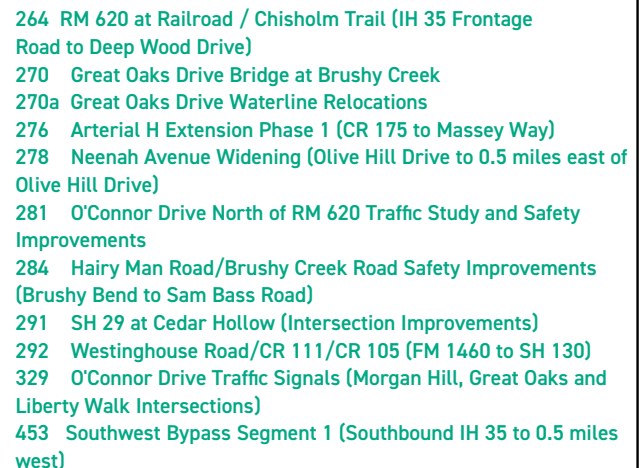 264 RM 620 at Railroad / Chisholm Trail (IH 35 Frontage
Road to Deep Wood Drive)
270 Great Oaks Drive Bridge at Brushy Creek
270a Great Oaks Drive Waterline Relocations
276 Arterial H Extension Phase 1 (CR 175 to Massey Way)
278 Neenah Avenue Widening (Olive Hill Drive to 0.5 miles east of
Olive Hill Drive)
281 O'Connor Drive North of RM 620 Traffic Study and Safety
Improvements
284 Hairy Man Road/Brushy Creek Road Safety Improvements
(Brushy Bend to Sam Bass Road)
291 SH 29 at Cedar Hollow (Intersection Improvements)
292 Westinghouse Road/CR 111/CR 105 (FM 1460 to SH 130)
329 O'Connor Drive Traffic Signals (Morgan Hill, Great Oaks and
Liberty Walk Intersections)
453 Southwest Bypass Segment 1 (Southbound IH 35 to 0.5 miles
west)